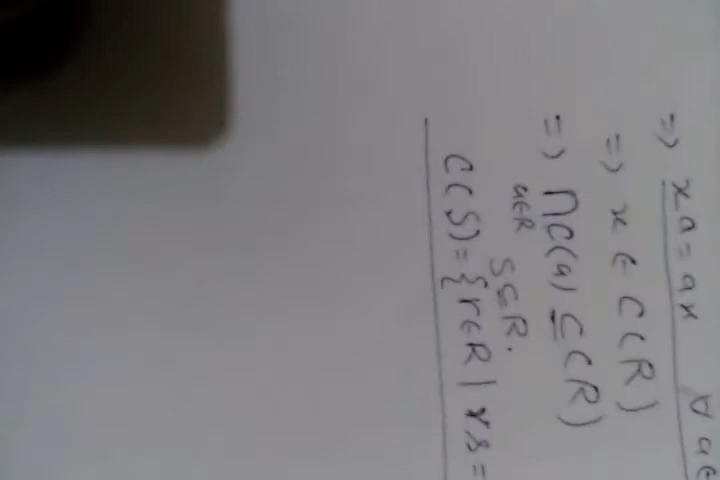 => xa = ax ∀ a ∈
=> x ∈ C(R)
=> ⋂ C(a) ⊆ C(R)
a∈R
S⊆R.
C(S) = { r∈R | rs =